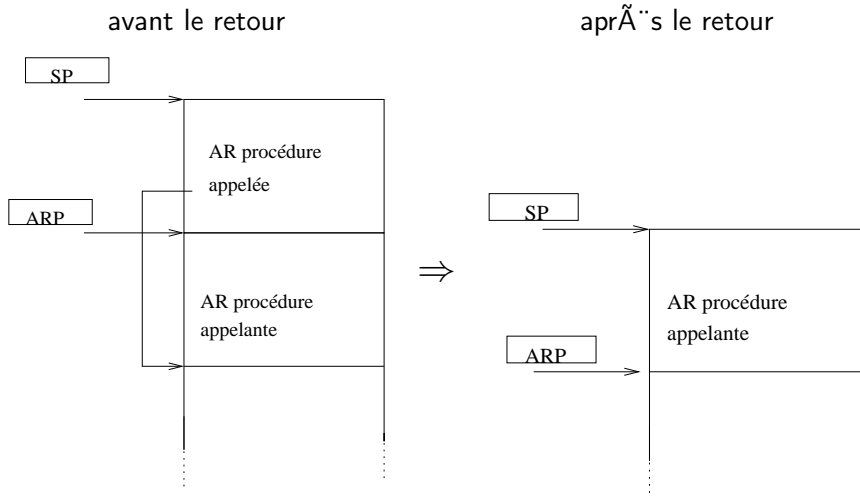 avant le retour
aprÃ¨s le retour
SP
AR procédure
appelée
ARP
AR procédure
appelante
⇒
SP
AR procédure
appelante
ARP